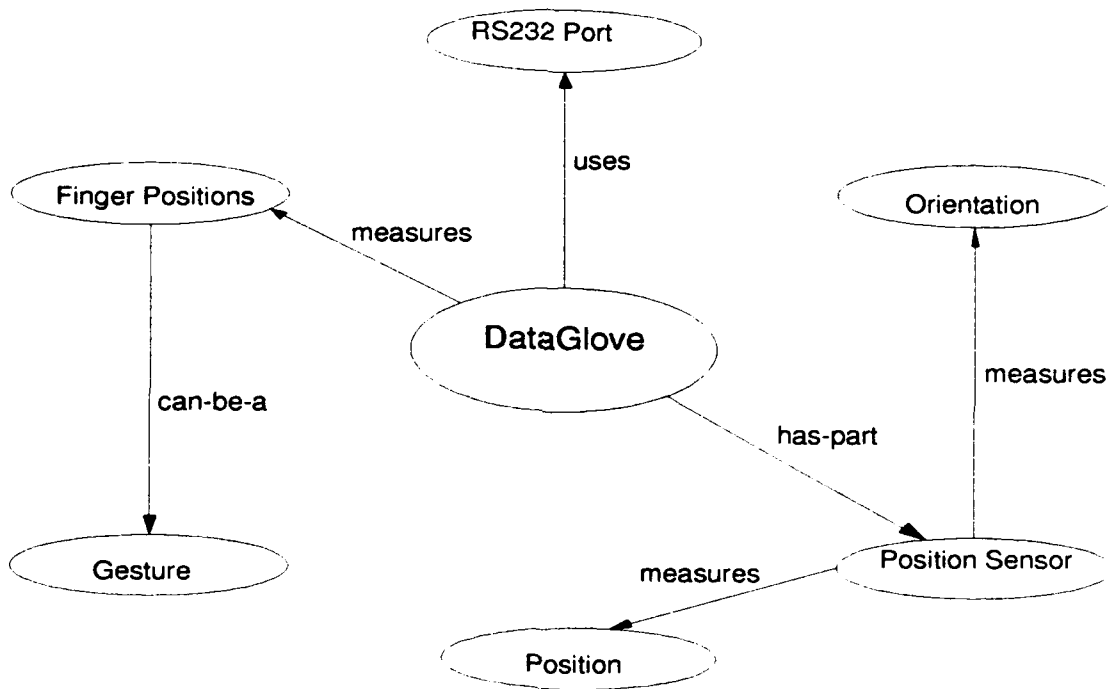 RS232 Port
uses
Finger Positions
Orientation
measures
DataGlove
measures
can-be-a
has-part
Position Sensor
Gesture
measures
Position